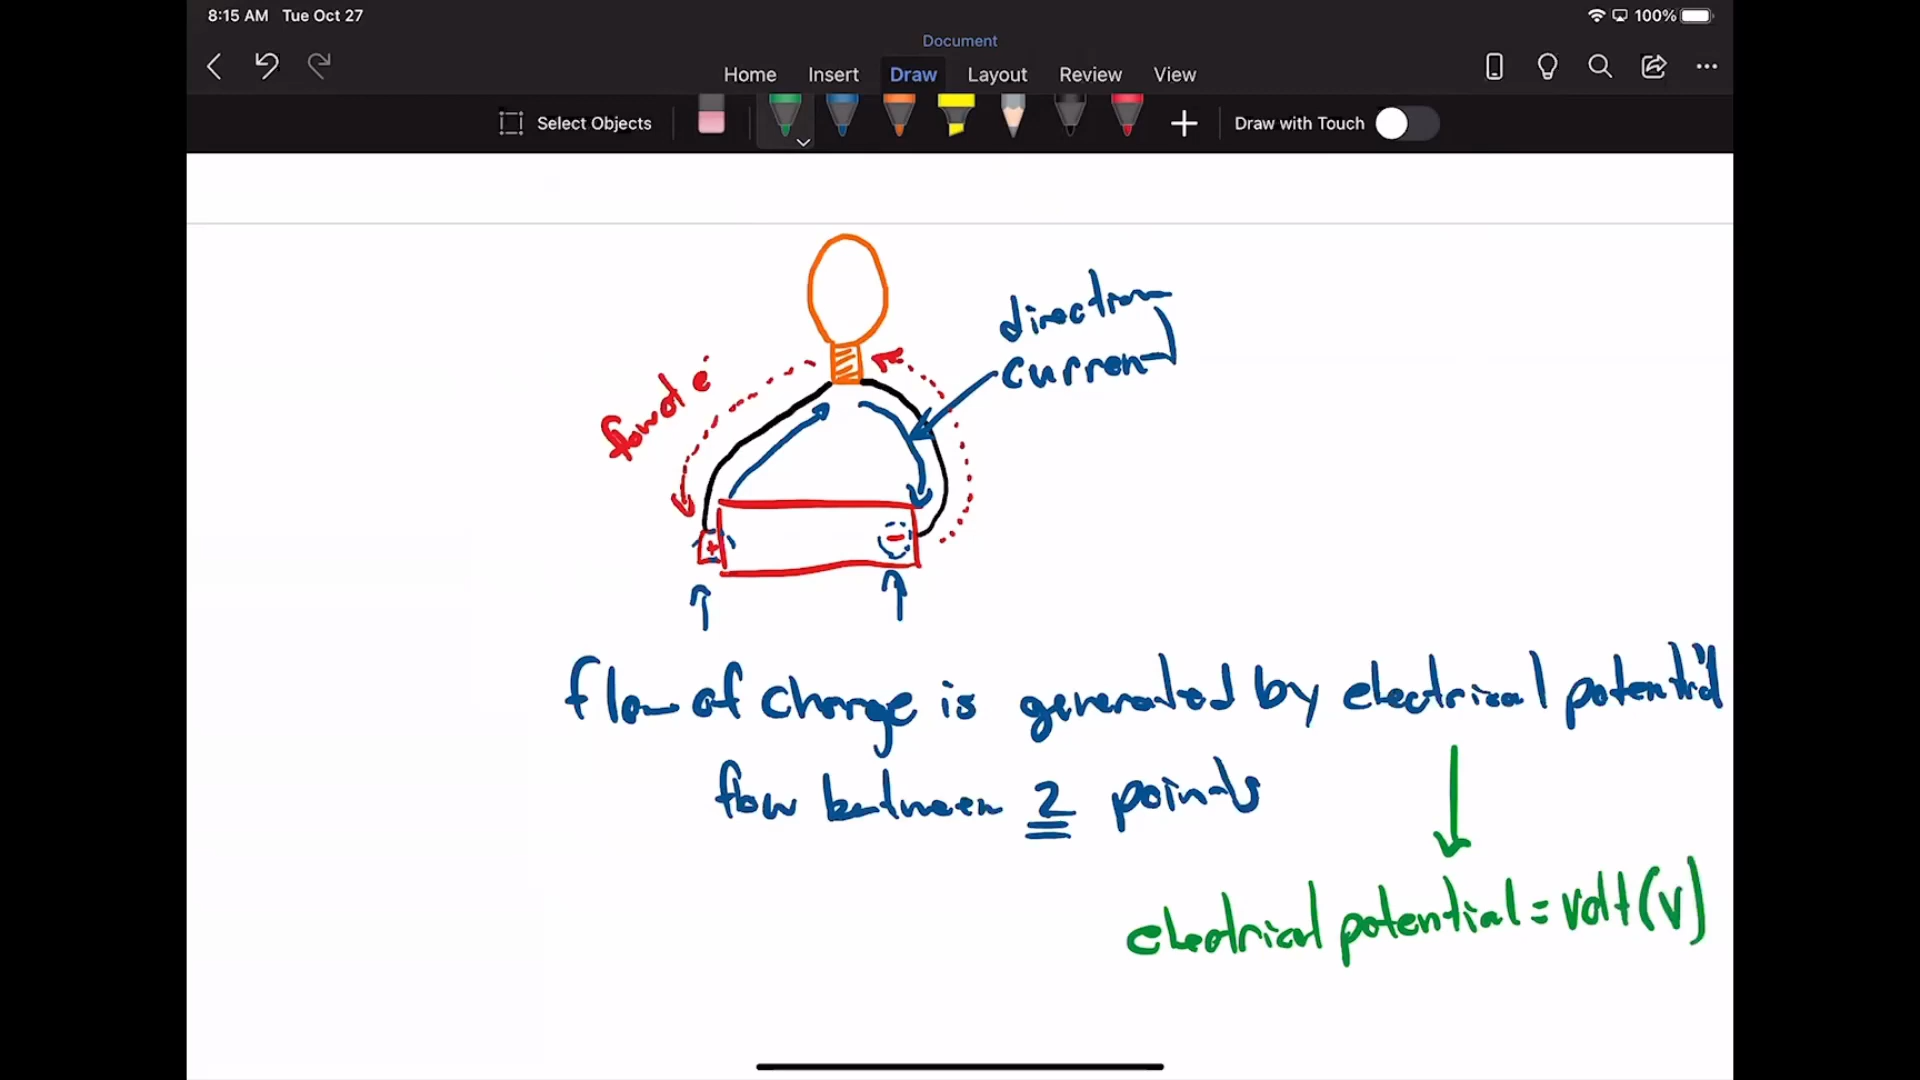 8:15 AM Tue Oct 27
100%
Document
Home Insert Draw Layout Review View
Select Objects
Draw with Touch
direction
current
flow of e⁻
+
−
flow of charge is generated by electrical potential
flow between 2 points
electrical potential = volt (V)